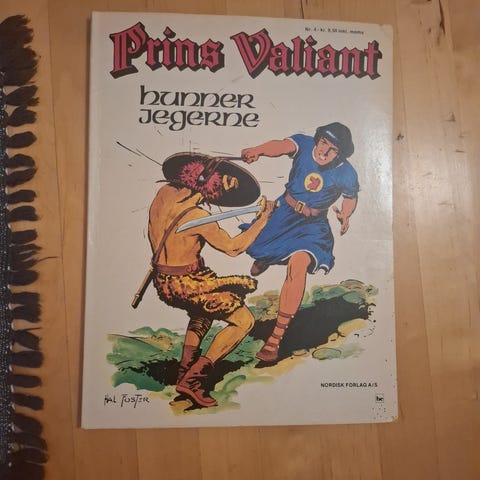 Nr. 4 - kr. 9,50 inkl. moms
Prins Valiant
hunner
jegerne
NORDISK FORLAG A/S
HAL FOSTER